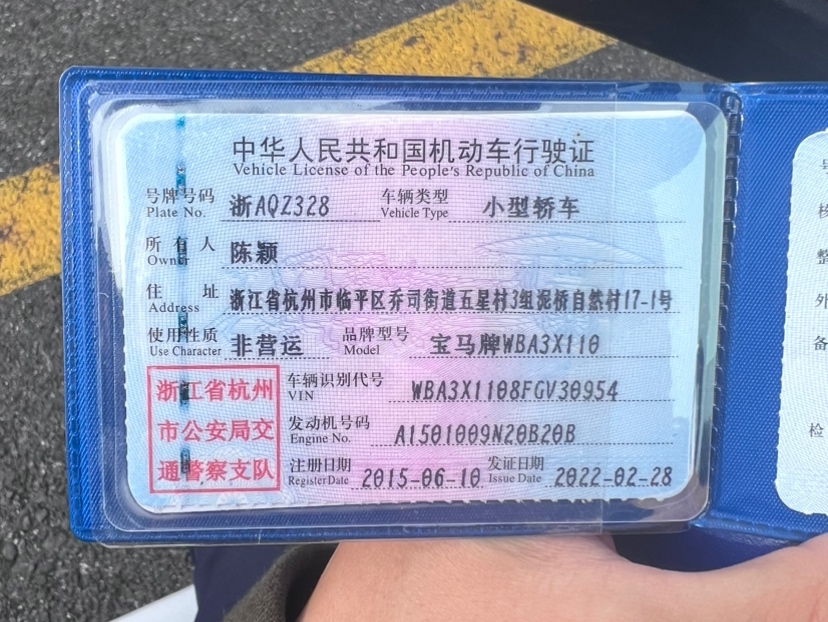 中华人民共和国机动车行驶证
Vehicle License of the People's Republic of China
号牌号码 浙AQZ328 车辆类型 小型轿车
Plate No. Vehicle Type
所有人 陈颖
Owner
住址 浙江省杭州市临平区乔司街道五星村3组泥桥自然村17-1号
Address
使用性质 非营运 品牌型号 宝马牌WBA3X110
Use Character Model
浙江省杭州
市公安局交
通警察支队
车辆识别代号 WBA3X1108FGV30954
VIN
发动机号码 A1501009N20B20B
Engine No.
注册日期 2015-06-10 发证日期 2022-02-28
Register Date Issue Date
号
核
整
外
备
检